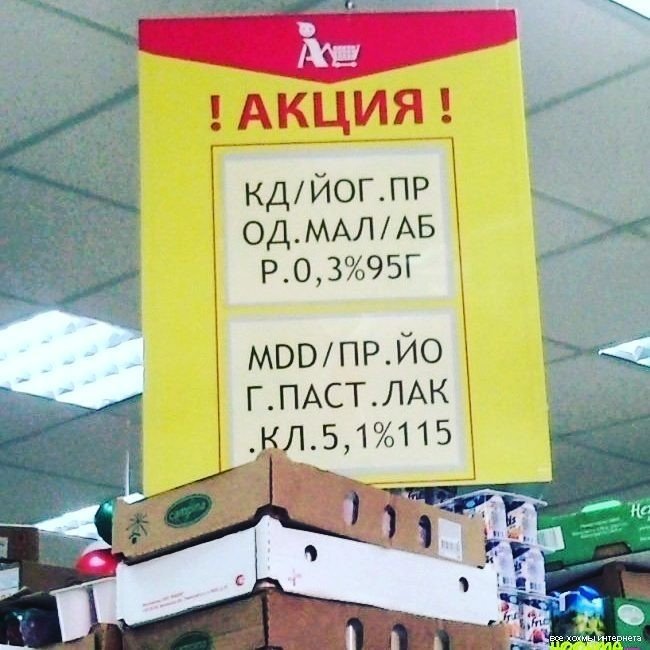 ! АКЦИЯ !
КД/ЙОГ.ПР
ОД.МАЛ/АБ
Р.0,3%95Г
MDD/ПР.ЙО
Г.ПАСТ.ЛАК
.КЛ.5,1%115
campina
все хохмы интернета